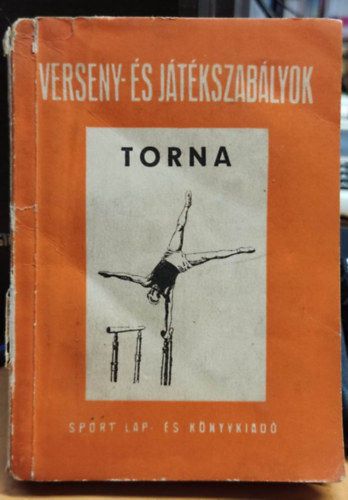 VERSENY- ÉS JÁTÉKSZABÁLYOK
TORNA
SPORT LAP- ÉS KÖNYVKIADÓ